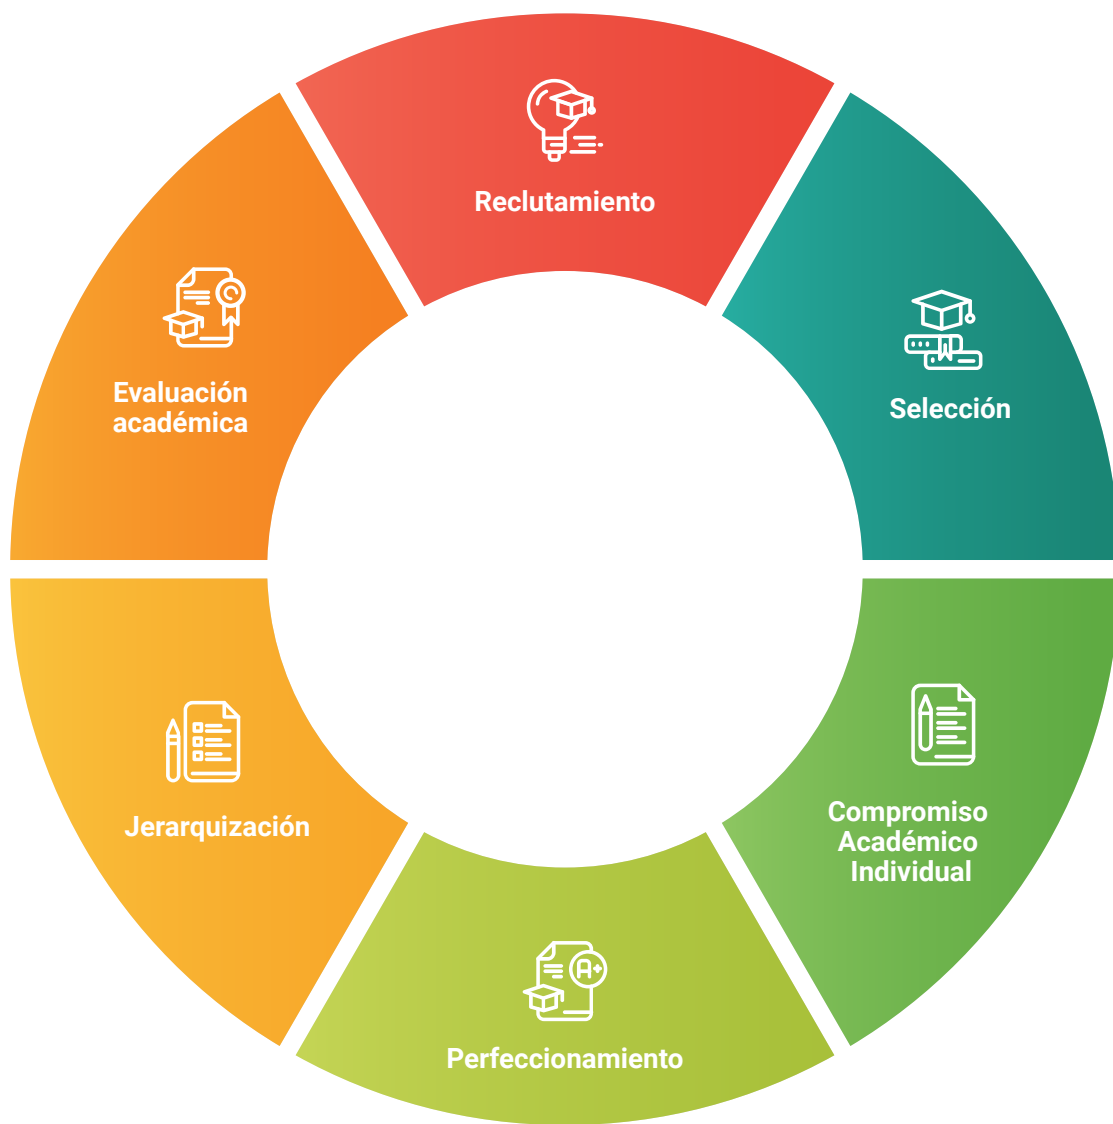 Reclutamiento
Selección
Compromiso
Académico
Individual
Perfeccionamiento
Jerarquización
Evaluación
académica
A+